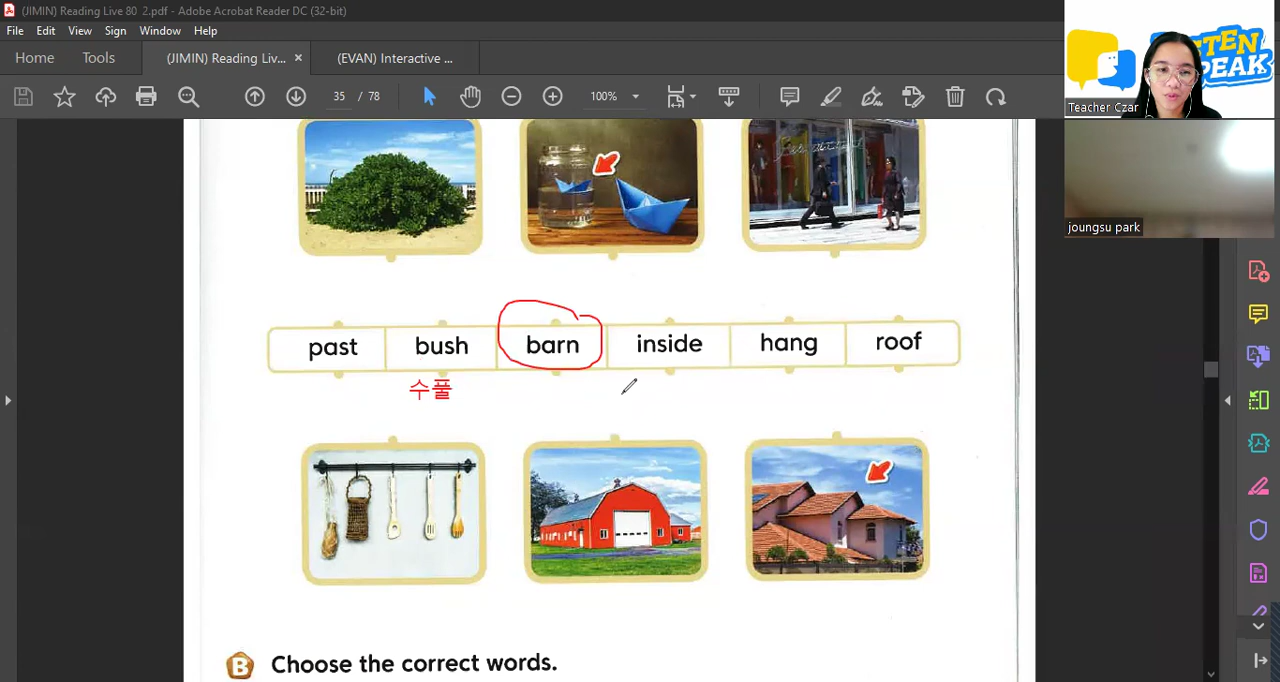 (JIMIN) Reading Live 80 2.pdf - Adobe Acrobat Reader DC (32-bit)
File Edit View Sign Window Help
Home Tools (JIMIN) Reading Liv... × (EVAN) Interactive ...
35 / 78 100%
Teacher Czar
joungsu park
past bush barn inside hang roof
수풀
B Choose the correct words.